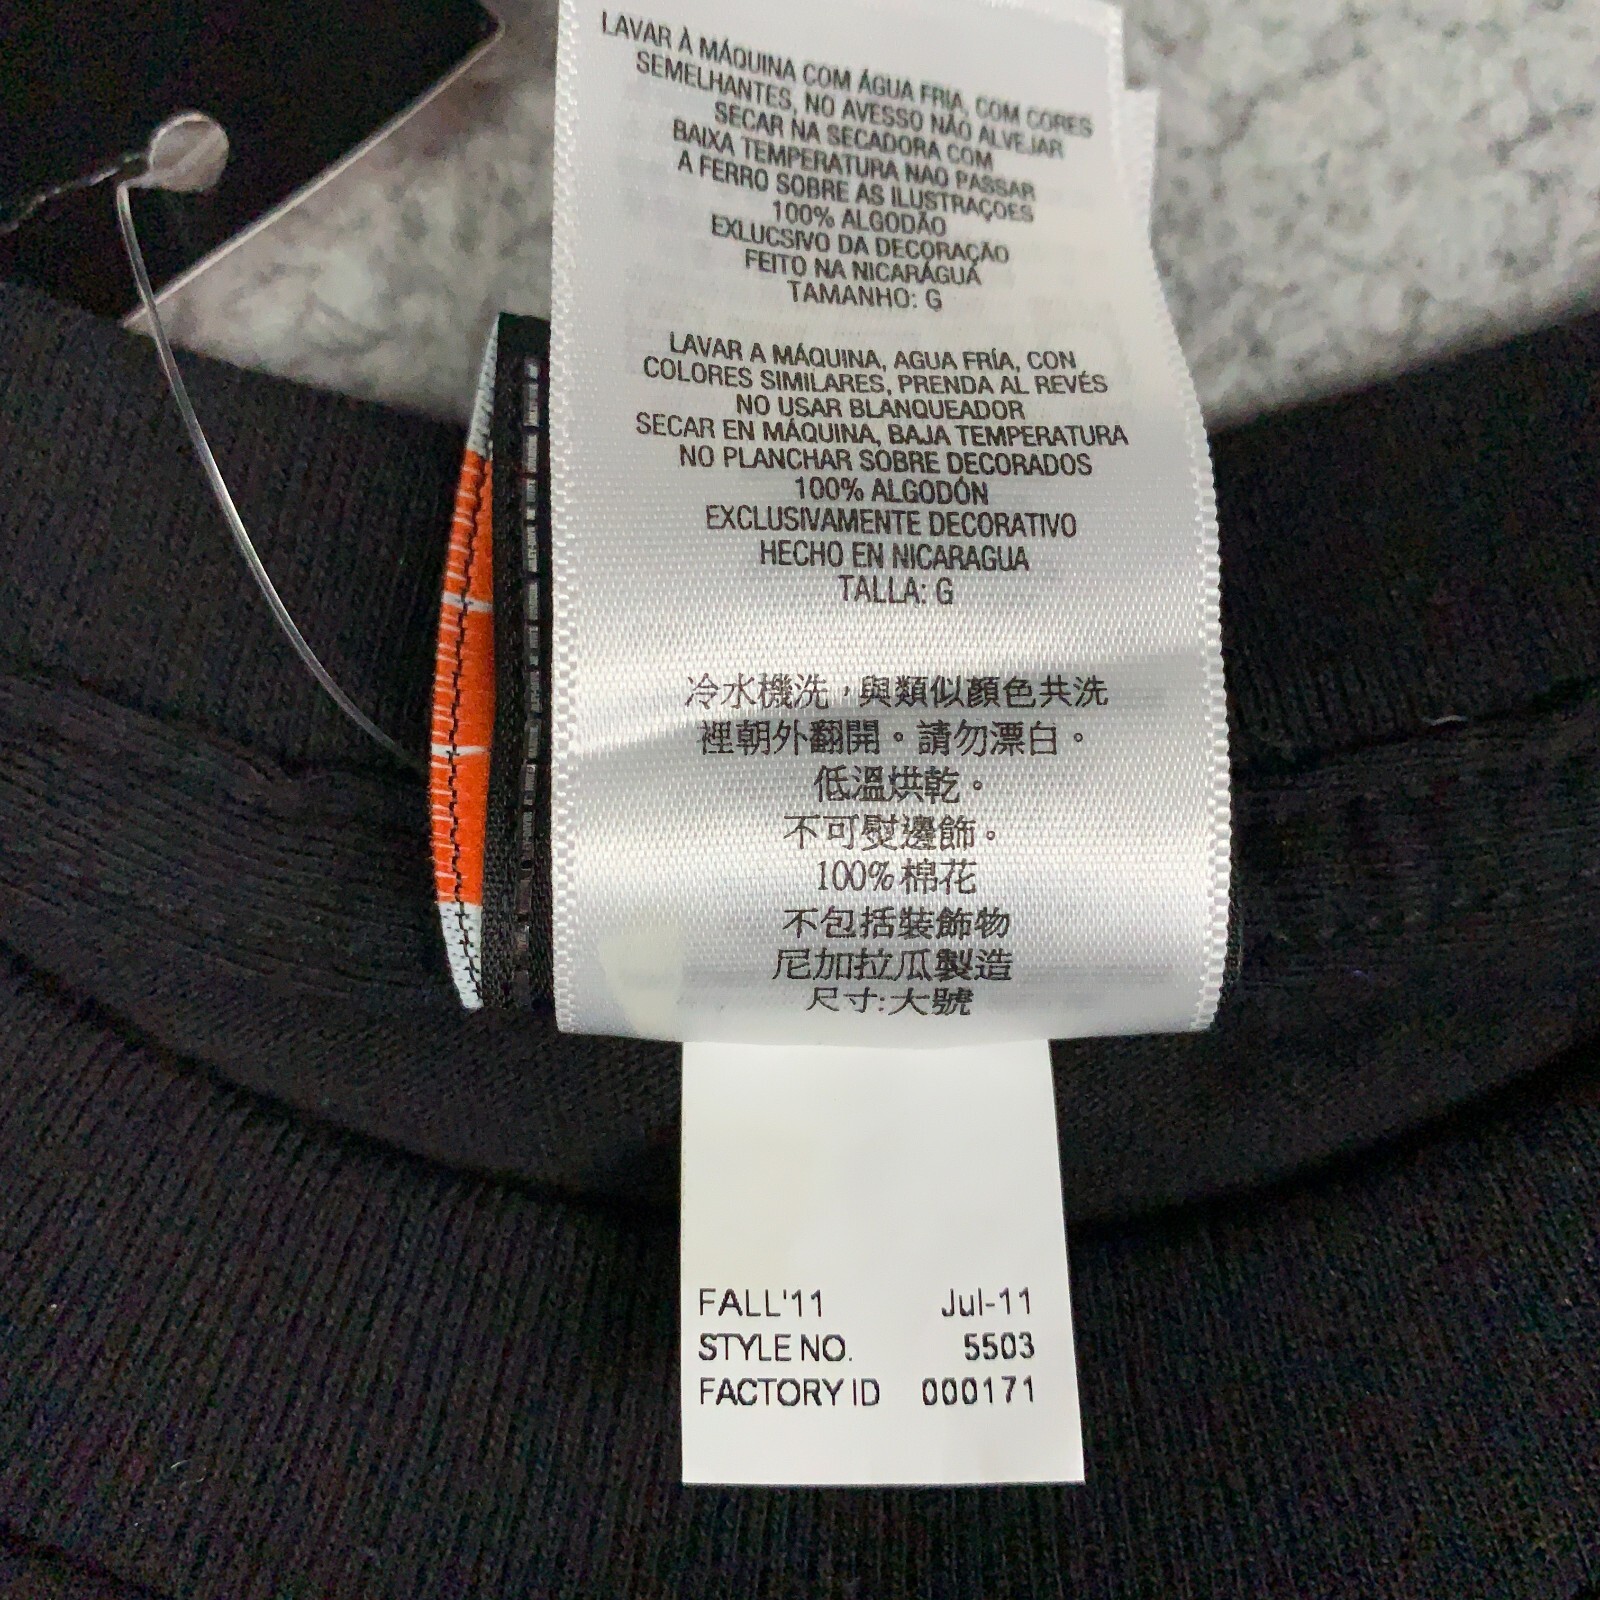 LAVAR À MÁQUINA COM ÁGUA FRIA, COM CORES
SEMELHANTES, NO AVESSO NÃO ALVEJAR
SECAR NA SECADORA COM
BAIXA TEMPERATURA NAO PASSAR
A FERRO SOBRE AS ILUSTRAÇOES
100% ALGODÃO
EXLUCSIVO DA DECORAÇÃO
FEITO NA NICARÁGUA
TAMANHO: G
LAVAR A MÁQUINA, AGUA FRÍA, CON
COLORES SIMILARES, PRENDA AL REVÉS
NO USAR BLANQUEADOR
SECAR EN MÁQUINA, BAJA TEMPERATURA
NO PLANCHAR SOBRE DECORADOS
100% ALGODÓN
EXCLUSIVAMENTE DECORATIVO
HECHO EN NICARAGUA
TALLA: G
冷水機洗，與類似顏色共洗
裡朝外翻開。請勿漂白。
低溫烘乾。
不可熨邊飾。
100%棉花
不包括裝飾物
尼加拉瓜製造
尺寸:大號
FALL'11 Jul-11
STYLE NO. 5503
FACTORY ID 000171